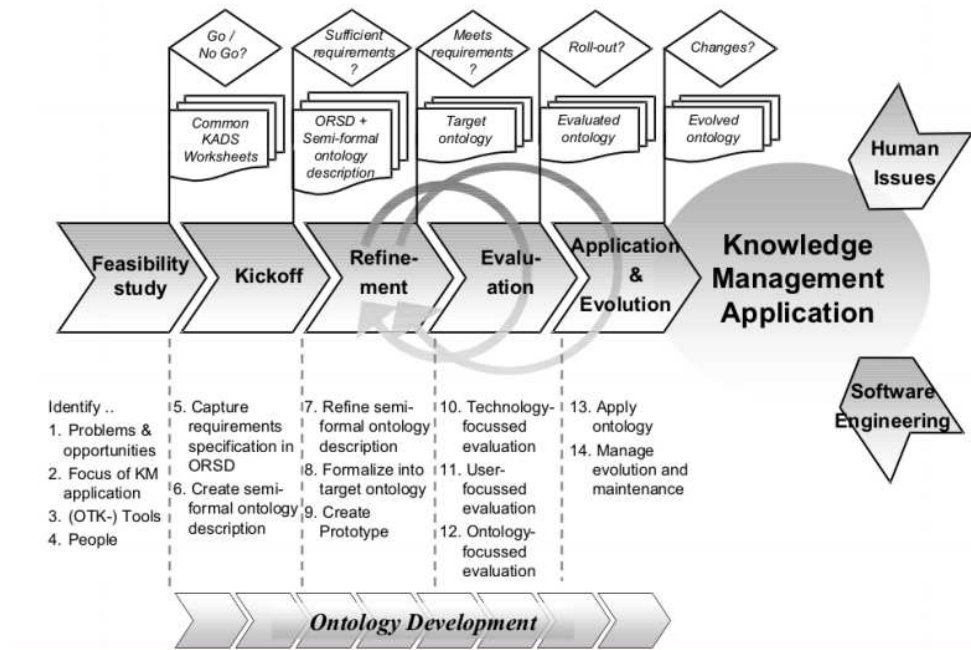 Go /
No Go?
Sufficient
requirements
?
Meets
requirements
?
Roll-out?
Changes?
Common
KADS
Worksheets
ORSD +
Semi-formal
ontology
description
Target
ontology
Evaluated
ontology
Evolved
ontology
Human
Issues
Feasibility
study
Kickoff
Refine-
ment
Evalu-
ation
Application
&
Evolution
Knowledge
Management
Application
Software
Engineering
Identify ..
1. Problems &
opportunities
2. Focus of KM
application
3. (OTK-) Tools
4. People
5. Capture
requirements
specification in
ORSD
6. Create semi-
formal ontology
description
7. Refine semi-
formal ontology
description
8. Formalize into
target ontology
9. Create
Prototype
10. Technology-
focussed
evaluation
11. User-
focussed
evaluation
12. Ontology-
focussed
evaluation
13. Apply
ontology
14. Manage
evolution and
maintenance
Ontology Development